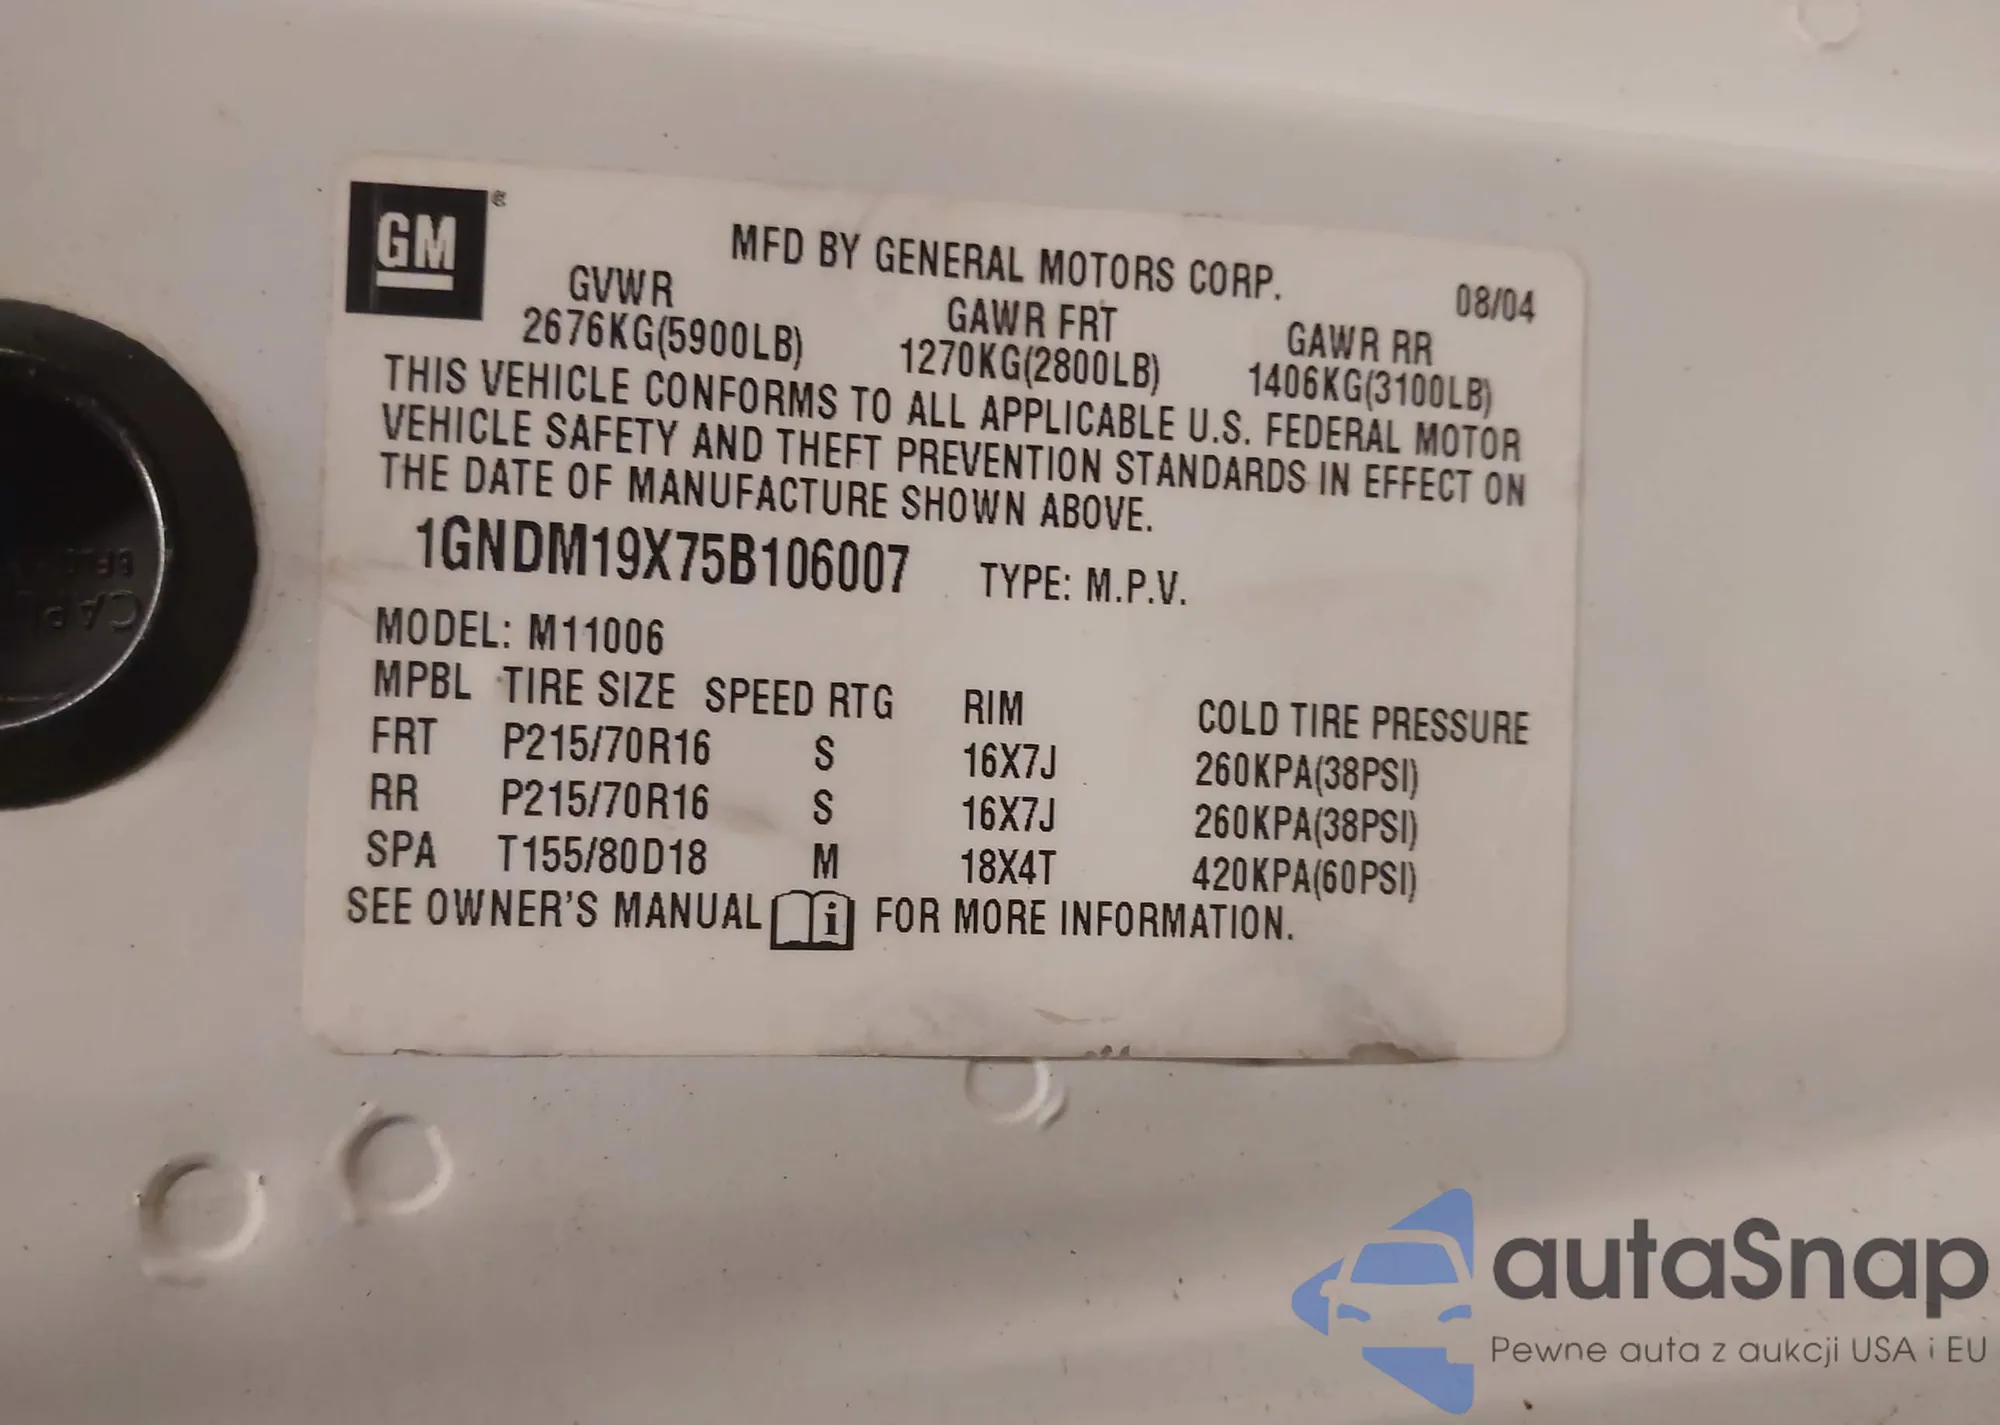 GM®
MFD BY GENERAL MOTORS CORP.
08/04
GVWR GAWR FRT GAWR RR
2676KG(5900LB) 1270KG(2800LB) 1406KG(3100LB)
THIS VEHICLE CONFORMS TO ALL APPLICABLE U.S. FEDERAL MOTOR
VEHICLE SAFETY AND THEFT PREVENTION STANDARDS IN EFFECT ON
THE DATE OF MANUFACTURE SHOWN ABOVE.
1GNDM19X75B106007 TYPE: M.P.V.
MODEL: M11006
MPBL TIRE SIZE SPEED RTG RIM COLD TIRE PRESSURE
FRT P215/70R16 S 16X7J 260KPA(38PSI)
RR P215/70R16 S 16X7J 260KPA(38PSI)
SPA T155/80D18 M 18X4T 420KPA(60PSI)
SEE OWNER'S MANUAL i FOR MORE INFORMATION.
autaSnap
Pewne auta z aukcji USA i EU